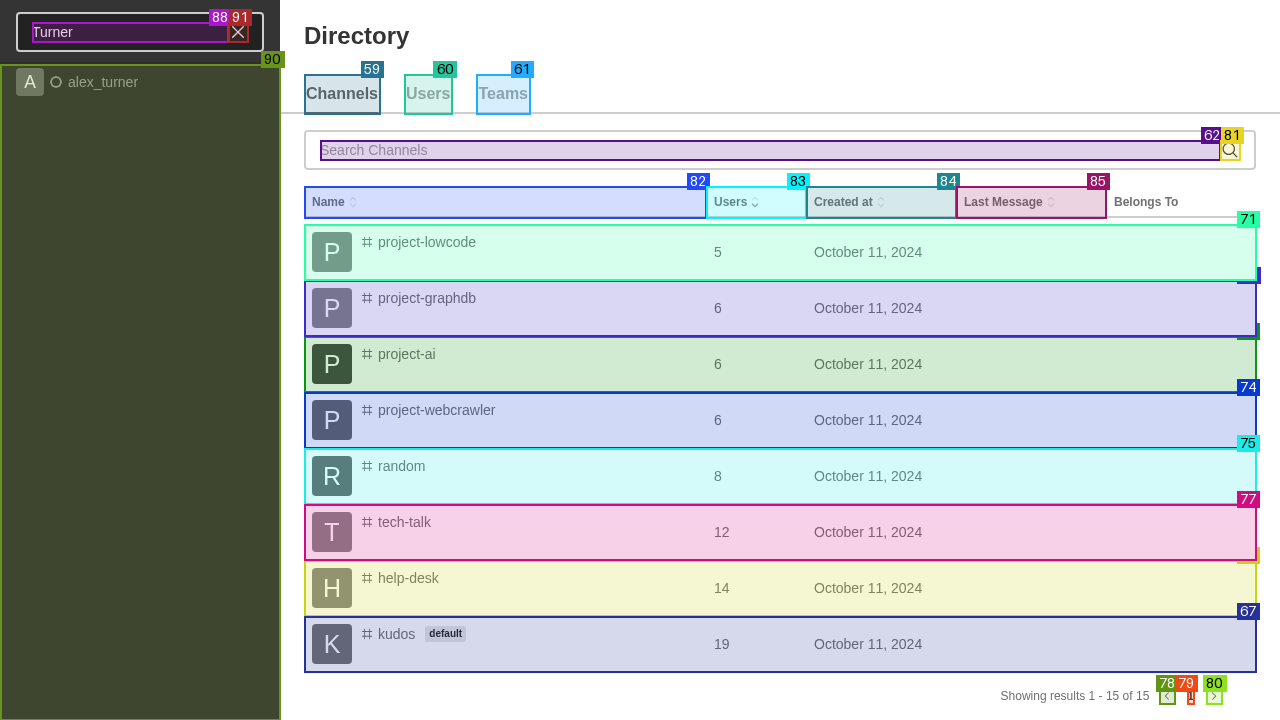 88 91
Turner
90
A alex_turner
Directory
59 60 61
Channels Users Teams
62 81
Search Channels
82 83 84 85
Name Users Created at Last Message Belongs To
71
P project-lowcode 5 October 11, 2024
P project-graphdb 6 October 11, 2024
P project-ai 6 October 11, 2024
74
P project-webcrawler 6 October 11, 2024
75
R random 8 October 11, 2024
77
T tech-talk 12 October 11, 2024
H help-desk 14 October 11, 2024
67
K kudos default 19 October 11, 2024
78 79 80
Showing results 1 - 15 of 15 1